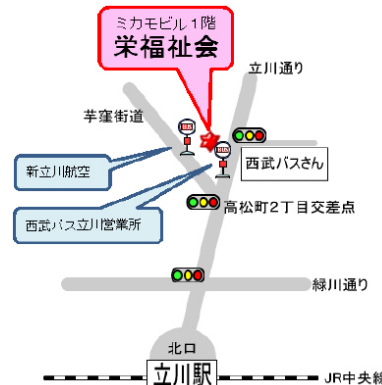 ミカモビル１階
栄福祉会
立川通り
芋窪街道
新立川航空
西武バスさん
西武バス立川営業所
高松町２丁目交差点
緑川通り
北口
立川駅
JR中央線